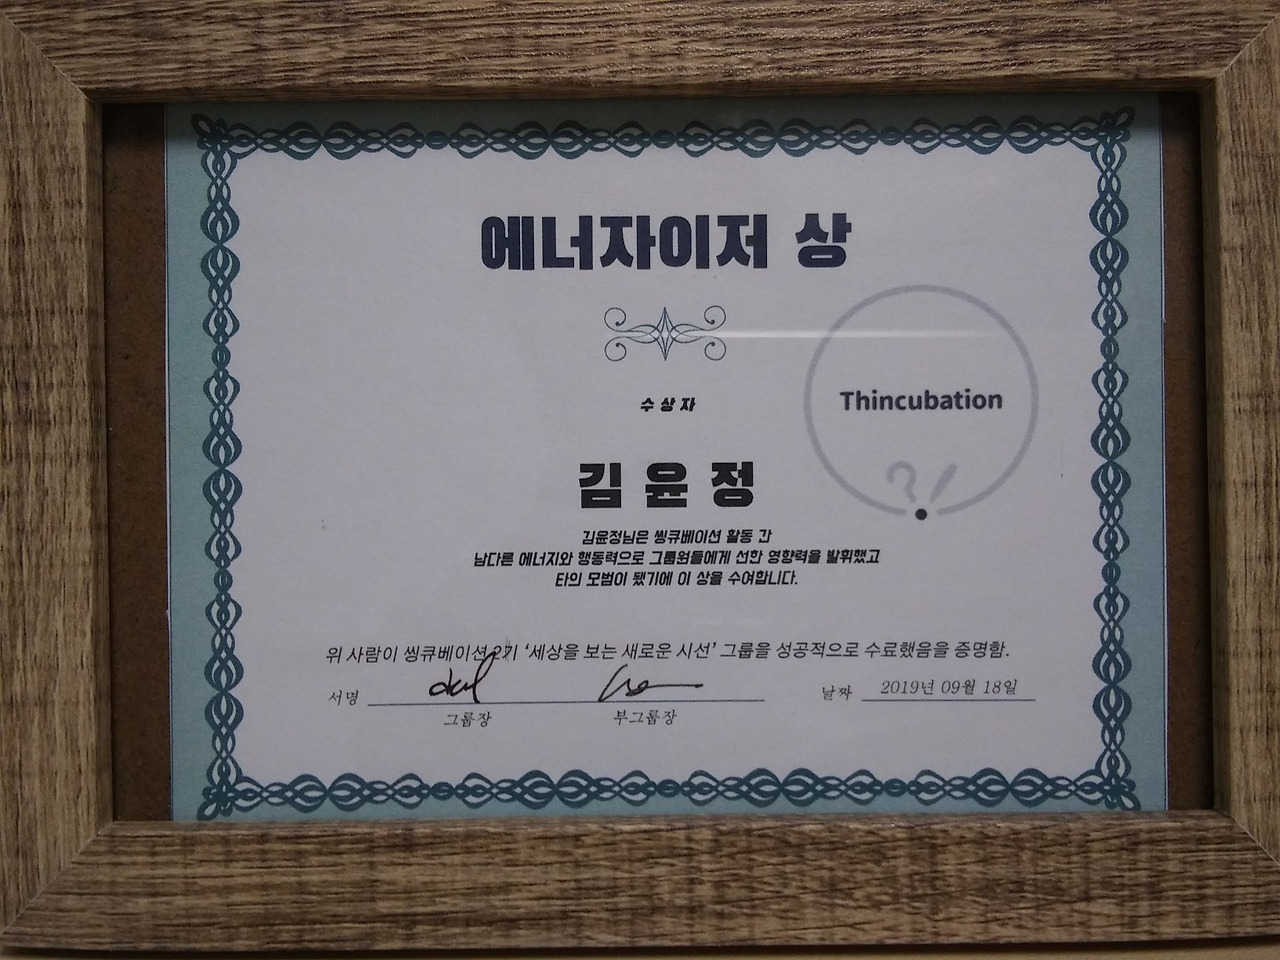 에너자이저 상
수상자
Thincubation
김윤정
김윤정님은 씽큐베이션 활동 간
남다른 에너지와 행동력으로 그룹원들에게 선한 영향력을 발휘했고
타의 모범이 됐기에 이 상을 수여합니다.
위 사람이 씽큐베이션 2기 '세상을 보는 새로운 시선' 그룹을 성공적으로 수료했음을 증명함.
서명 날짜 2019년 09월 18일
그룹장 부그룹장